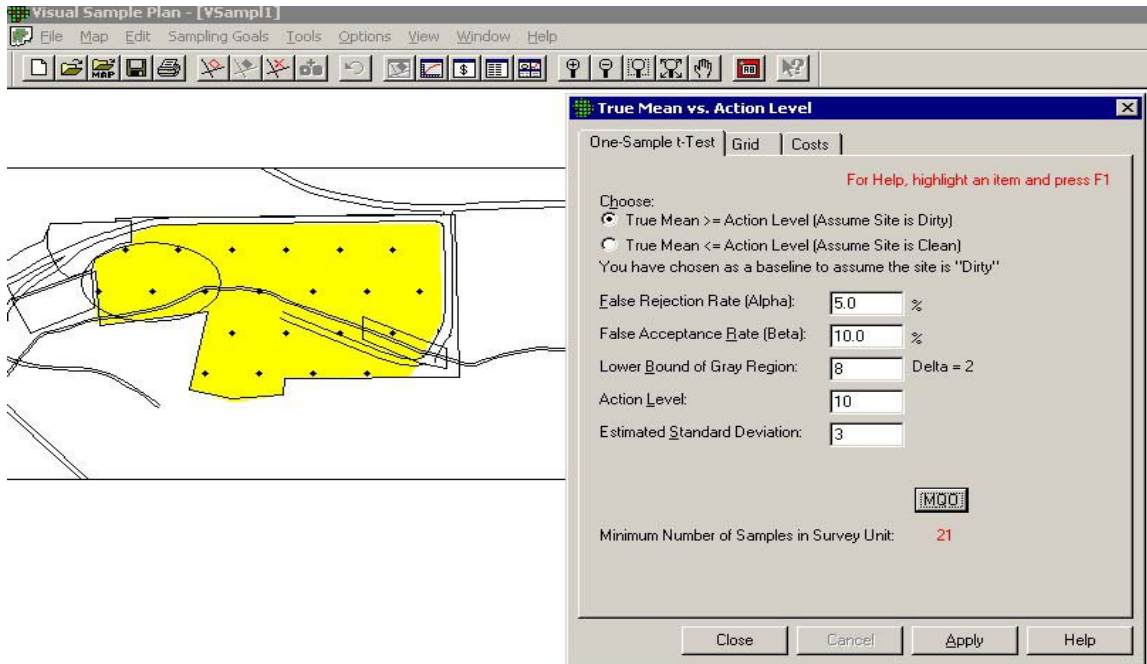 Visual Sample Plan - [VSampl1]
File Map Edit Sampling Goals Tools Options View Window Help
MAP $ RB
True Mean vs. Action Level
One-Sample t-Test Grid Costs
For Help, highlight an item and press F1
Choose:
True Mean >= Action Level (Assume Site is Dirty)
True Mean <= Action Level (Assume Site is Clean)
You have chosen as a baseline to assume the site is "Dirty"
False Rejection Rate (Alpha): 5.0 %
False Acceptance Rate (Beta): 10.0 %
Lower Bound of Gray Region: 8 Delta = 2
Action Level: 10
Estimated Standard Deviation: 3
MQO
Minimum Number of Samples in Survey Unit: 21
Close Cancel Apply Help